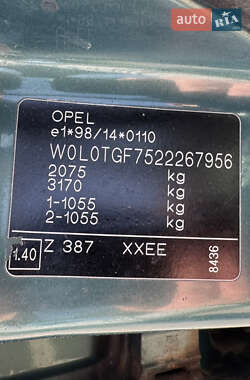 AUTO RIA
OPEL
e1*98/14*0110
W0L0TGF7522267956
2075 kg
3170 kg
1-1055 kg
2-1055 kg
1.40 Z 387 XXEE 8436